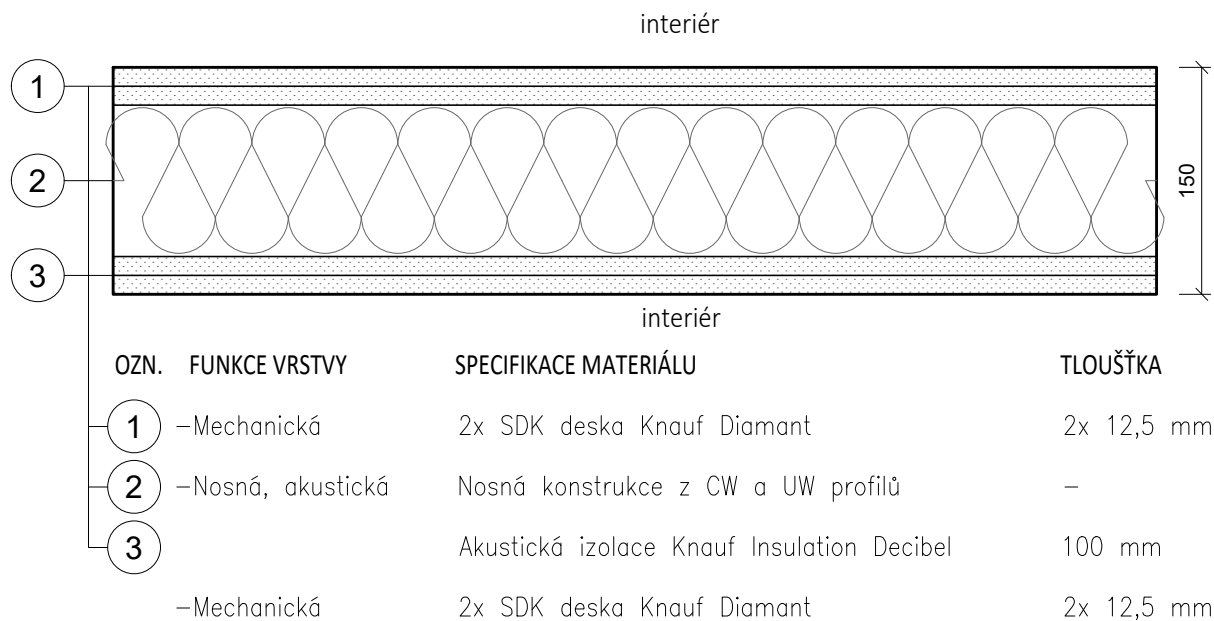 interiér
1
2
150
3
interiér
OZN. FUNKCE VRSTVY SPECIFIKACE MATERIÁLU TLOUŠŤKA
1 -Mechanická 2x SDK deska Knauf Diamant 2x 12,5 mm
2 -Nosná, akustická Nosná konstrukce z CW a UW profilů -
3 Akustická izolace Knauf Insulation Decibel 100 mm
-Mechanická 2x SDK deska Knauf Diamant 2x 12,5 mm